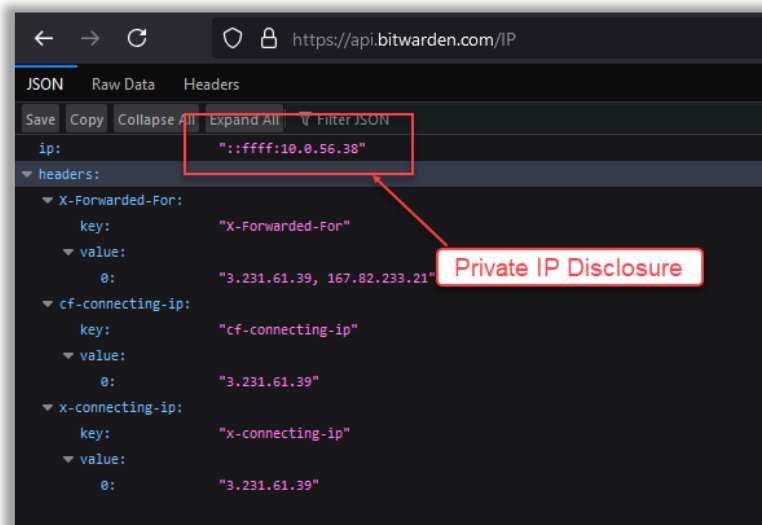 https://api.bitwarden.com/IP
JSON Raw Data Headers
Save Copy Collapse All Expand All Filter JSON
ip: "::ffff:10.0.56.38"
headers:
X-Forwarded-For:
key: "X-Forwarded-For"
value:
0: "3.231.61.39, 167.82.233.21"
Private IP Disclosure
cf-connecting-ip:
key: "cf-connecting-ip"
value:
0: "3.231.61.39"
x-connecting-ip:
key: "x-connecting-ip"
value:
0: "3.231.61.39"